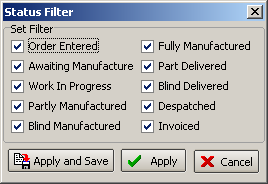 Status Filter
Set Filter
Order Entered
Fully Manufactured
Awaiting Manufacture
Part Delivered
Work In Progress
Blind Delivered
Partly Manufactured
Despatched
Blind Manufactured
Invoiced
Apply and Save
Apply
Cancel